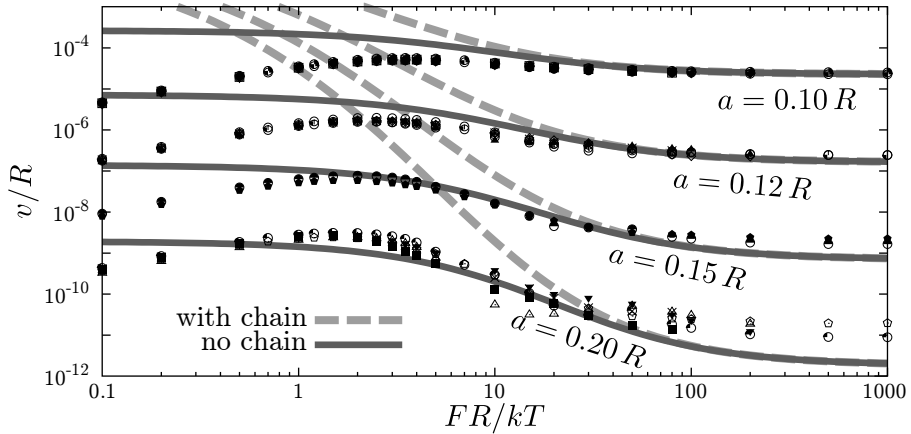 10⁻⁴
a = 0.10 R
10⁻⁶
a = 0.12 R
v/R
10⁻⁸
a = 0.15 R
10⁻¹⁰
with chain
no chain
a = 0.20 R
10⁻¹²
0.1 1 10 100 1000
FR/kT